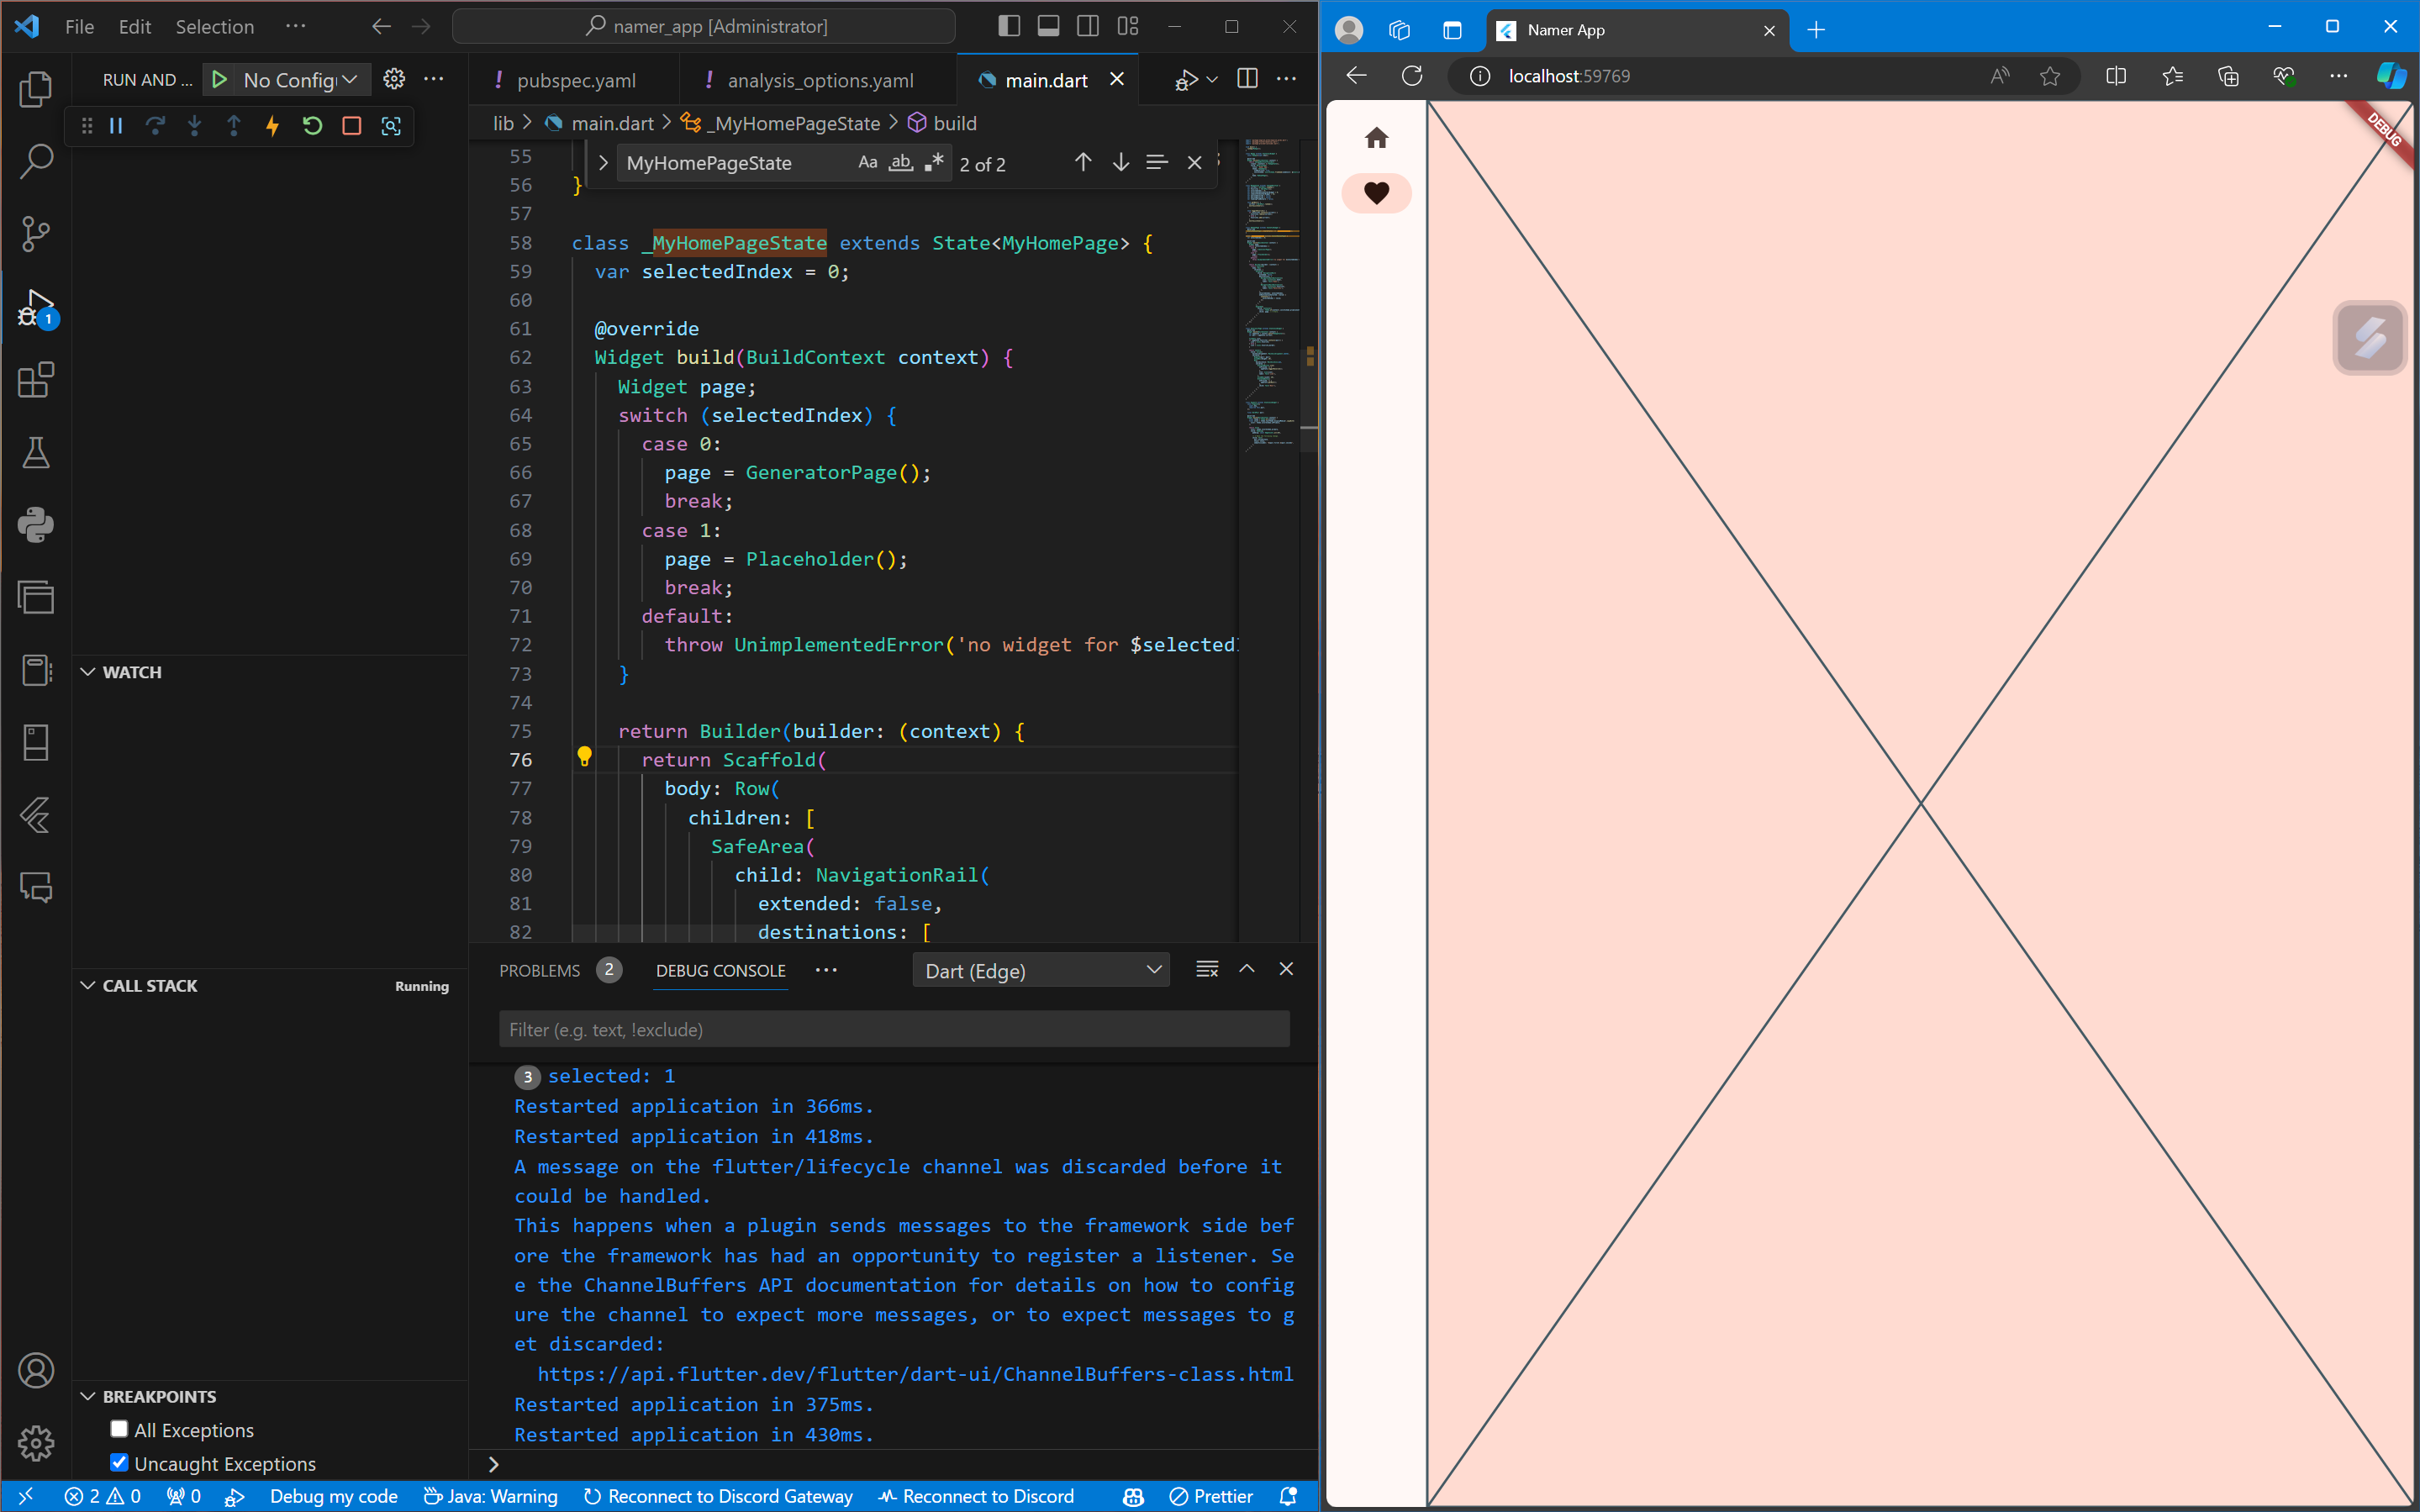 File Edit Selection ···
namer_app [Administrator]
RUN AND ... No Config
! pubspec.yaml
! analysis_options.yaml
main.dart
lib > main.dart > _MyHomePageState > build
MyHomePageState Aa ab 2 of 2
55
56 }
57
58 class _MyHomePageState extends State<MyHomePage> {
59 var selectedIndex = 0;
60
61 @override
62 Widget build(BuildContext context) {
63 Widget page;
64 switch (selectedIndex) {
65 case 0:
66 page = GeneratorPage();
67 break;
68 case 1:
69 page = Placeholder();
70 break;
71 default:
72 throw UnimplementedError('no widget for $selected
73 }
74
75 return Builder(builder: (context) {
76 return Scaffold(
77 body: Row(
78 children: [
79 SafeArea(
80 child: NavigationRail(
81 extended: false,
82 destinations: [
1
WATCH
CALL STACK Running
BREAKPOINTS
All Exceptions
Uncaught Exceptions
PROBLEMS 2 DEBUG CONSOLE ··· Dart (Edge)
Filter (e.g. text, !exclude)
3 selected: 1
Restarted application in 366ms.
Restarted application in 418ms.
A message on the flutter/lifecycle channel was discarded before it
could be handled.
This happens when a plugin sends messages to the framework side bef
ore the framework has had an opportunity to register a listener. Se
e the ChannelBuffers API documentation for details on how to config
ure the channel to expect more messages, or to expect messages to g
et discarded:
https://api.flutter.dev/flutter/dart-ui/ChannelBuffers-class.html
Restarted application in 375ms.
Restarted application in 430ms.
>
2 0 0 Debug my code Java: Warning Reconnect to Discord Gateway Reconnect to Discord Prettier
Namer App
localhost:59769
DEBUG